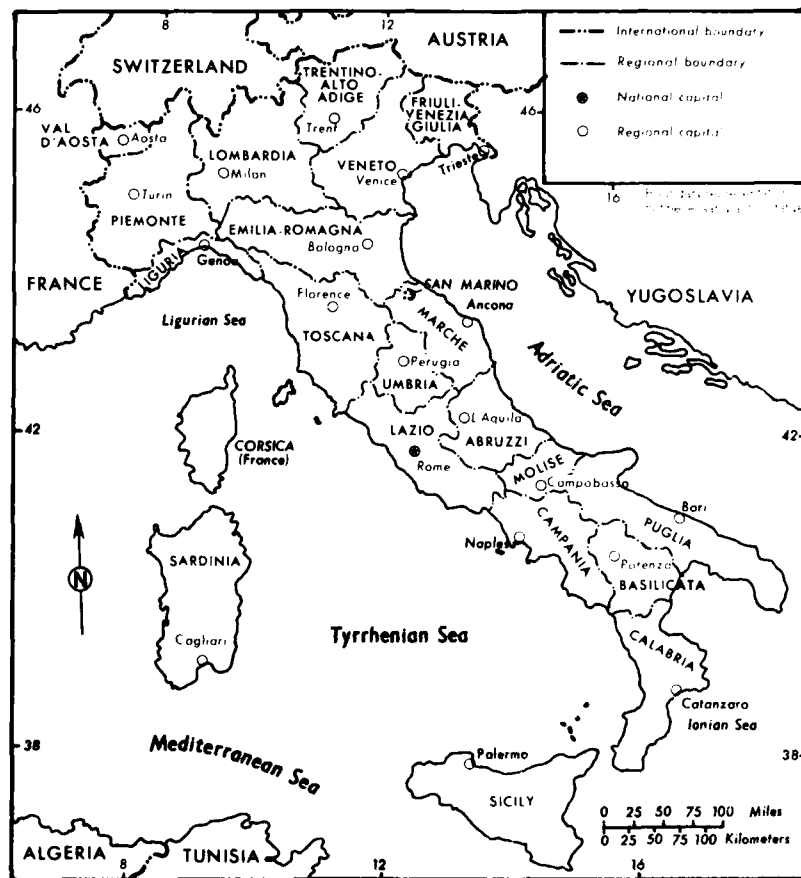 8
12
AUSTRIA
SWITZERLAND
International boundary
Regional boundary
National capital
Regional capital
46
46
TRENTINO-
ALTO
ADIGE
Trent
FRIULI-
VENEZIA
GIULIA
VAL
D'AOSTA
Aosta
LOMBARDIA
Milan
VENETO
Venice
Trieste
Turin
PIEMONTE
16
EMILIA-ROMAGNA
Bologna
LIGURIA
Genoa
FRANCE
SAN MARINO
Ancona
YUGOSLAVIA
Florence
MARCHE
Ligurian Sea
TOSCANA
Adriatic Sea
Perugia
UMBRIA
42
42
CORSICA
(France)
LAZIO
Rome
L Aquila
ABRUZZI
MOLISE
Campobasso
Bari
PUGLIA
Naples
CAMPANIA
Potenza
BASILICATA
N
SARDINIA
Cagliari
Tyrrhenian Sea
CALABRIA
Catanzaro
Ionian Sea
38
38
Mediterranean Sea
Palermo
SICILY
0 25 50 75 100 Miles
0 25 50 75 100 Kilometers
ALGERIA
TUNISIA
8
12
16